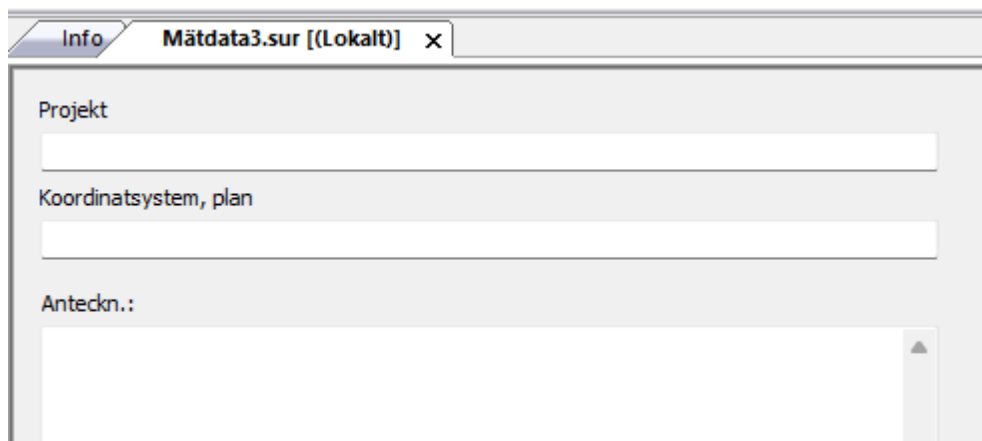 Info
Mätdata3.sur [(Lokalt)]
Projekt
Koordinatsystem, plan
Anteckn.: